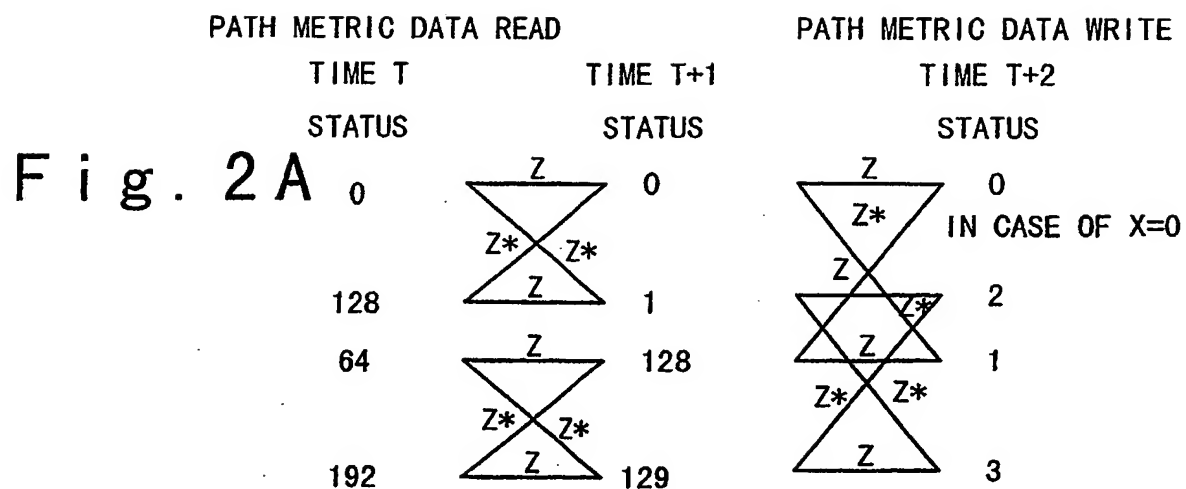 PATH METRIC DATA READ PATH METRIC DATA WRITE
TIME T TIME T+1 TIME T+2
STATUS STATUS STATUS
Fig. 2A 0 Z 0 Z 0
Z* IN CASE OF X=0
Z* Z* Z
128 Z 1 Z* 2
64 Z 128 Z 1
Z* Z* Z* Z*
192 Z 129 Z 3